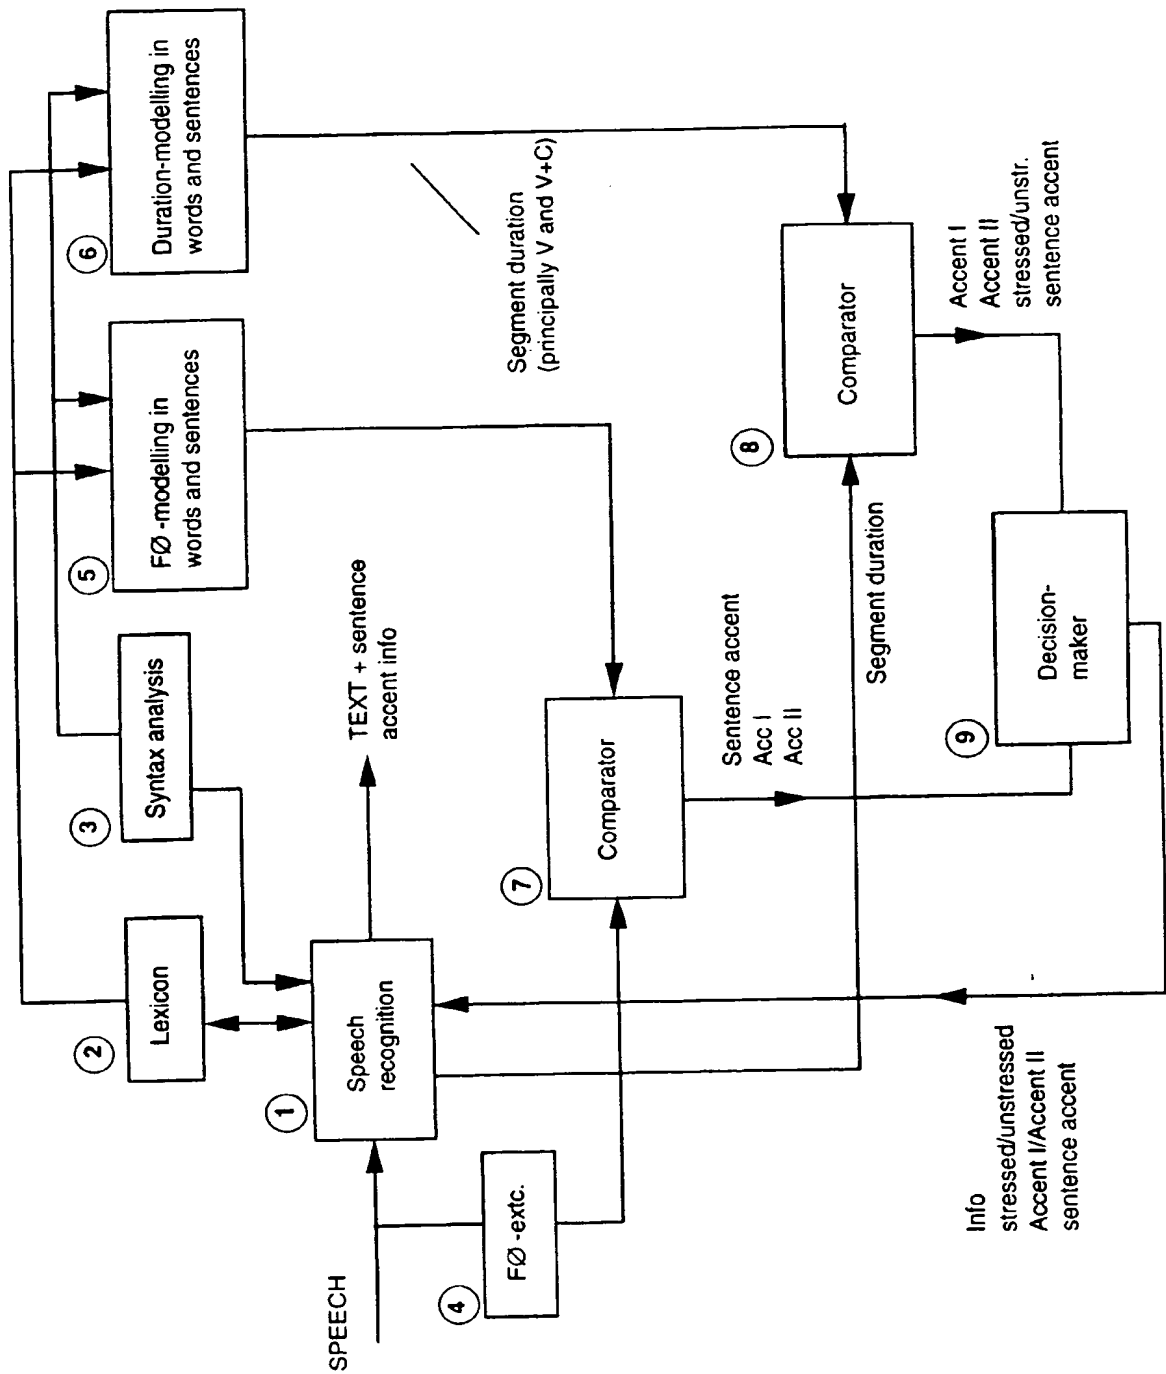 SPEECH
1
Speech
recognition
2
Lexicon
3
Syntax analysis
4
FØ-extc.
5
FØ-modelling in
words and sentences
6
Duration-modelling in
words and sentences
TEXT + sentence
accent info
Segment duration
(principally V and V+C)
7
Comparator
Sentence accent
Acc I
Acc II
8
Comparator
Segment duration
Accent I
Accent II
stressed/unstr.
sentence accent
9
Decision-
maker
Info
stressed/unstressed
Accent I/Accent II
sentence accent